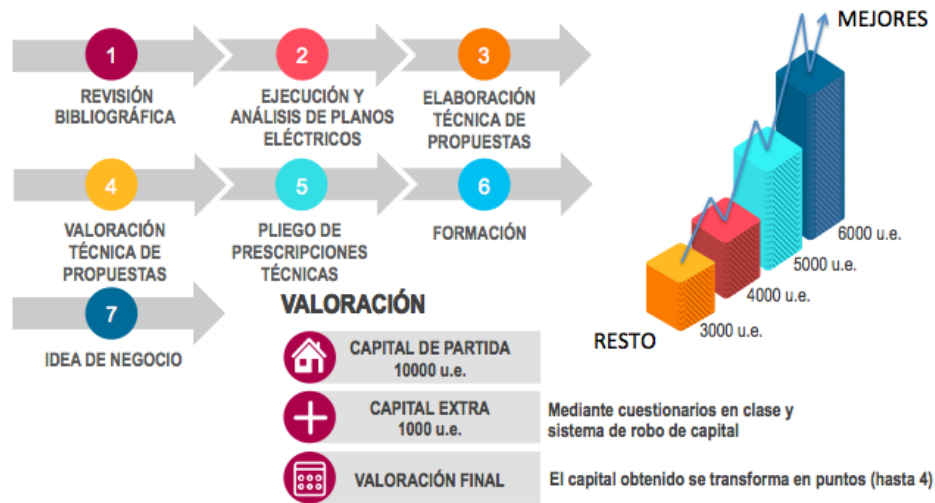 1
REVISIÓN
BIBLIOGRÁFICA
2
EJECUCIÓN Y
ANÁLISIS DE PLANOS
ELÉCTRICOS
3
ELABORACIÓN
TÉCNICA DE
PROPUESTAS
4
VALORACIÓN
TÉCNICA DE
PROPUESTAS
5
PLIEGO DE
PRESCRIPCIONES
TÉCNICAS
6
FORMACIÓN
7
IDEA DE NEGOCIO
MEJORES
6000 u.e.
5000 u.e.
4000 u.e.
3000 u.e.
RESTO
VALORACIÓN
CAPITAL DE PARTIDA
10000 u.e.
CAPITAL EXTRA
1000 u.e.
Mediante cuestionarios en clase y
sistema de robo de capital
VALORACIÓN FINAL
El capital obtenido se transforma en puntos (hasta 4)